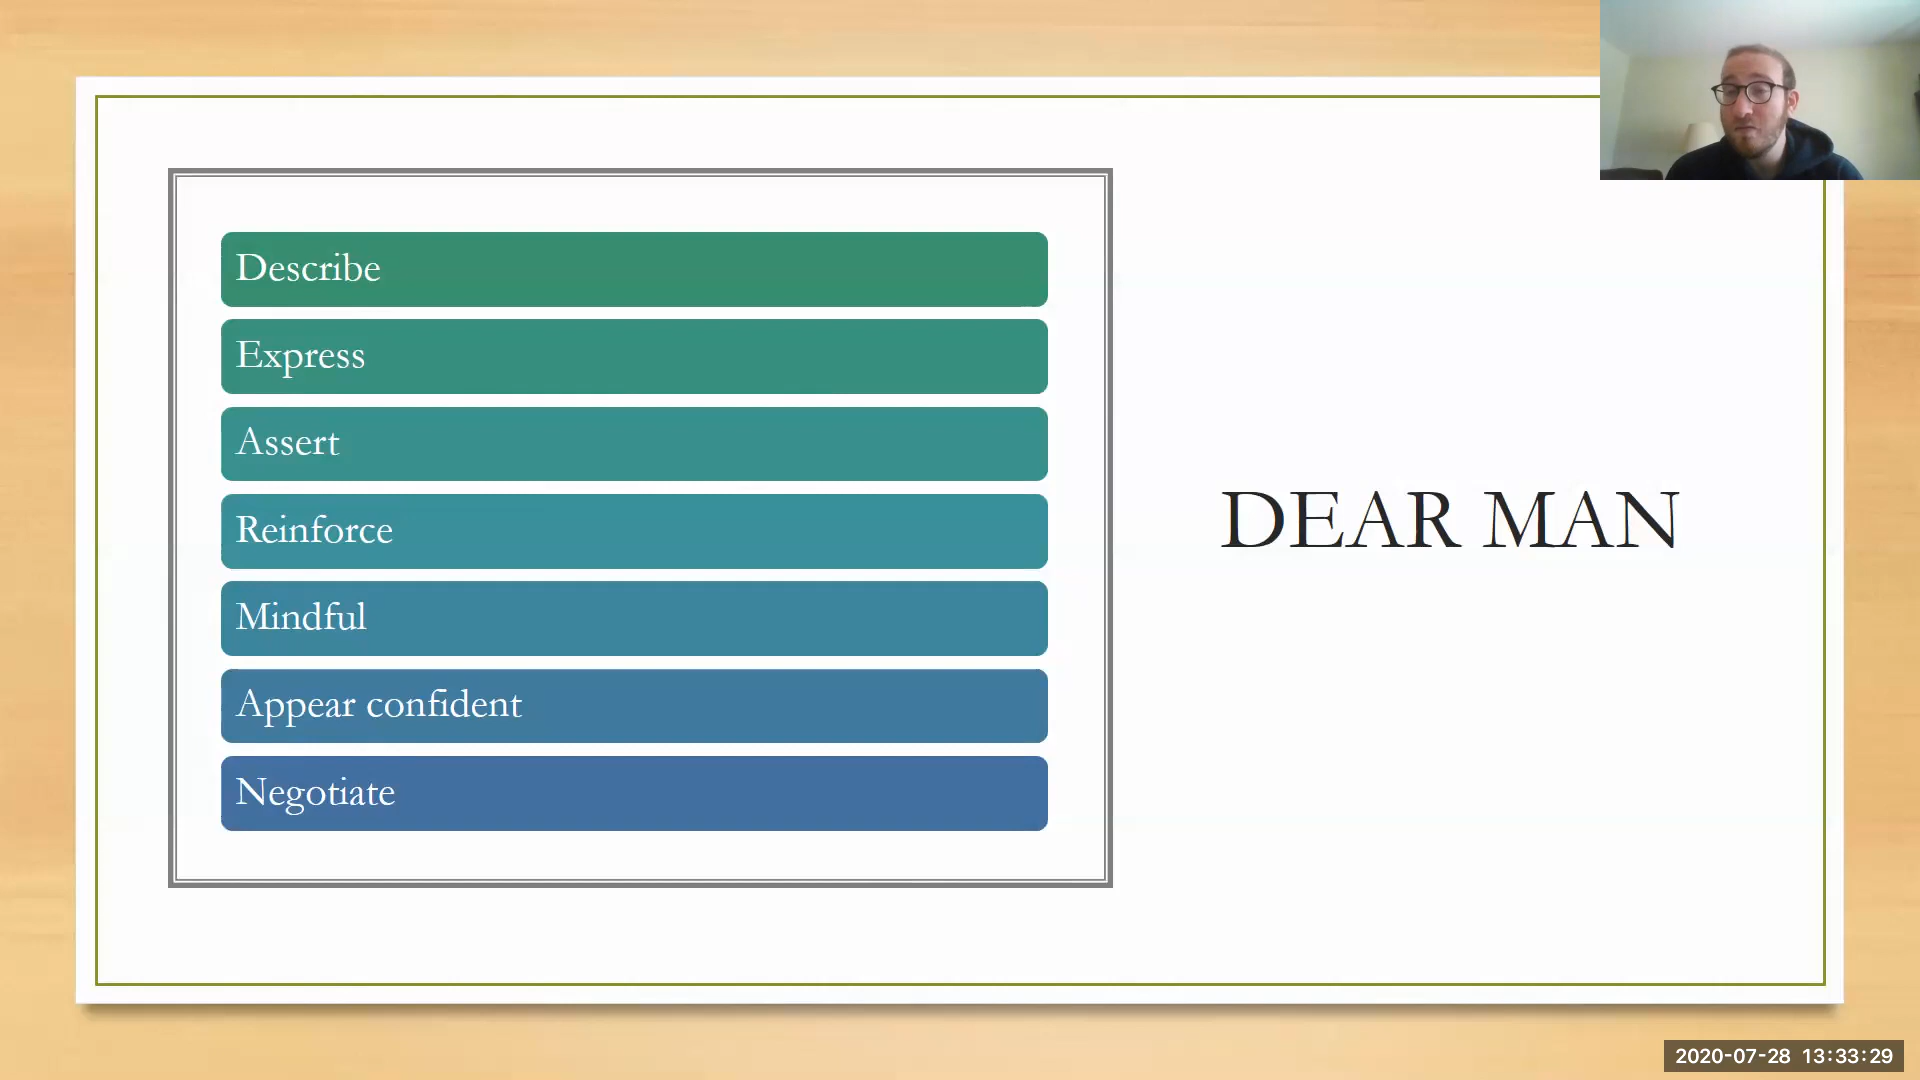 Describe
Express
Assert
Reinforce
Mindful
Appear confident
Negotiate
DEAR MAN
2020-07-28 13:33:29